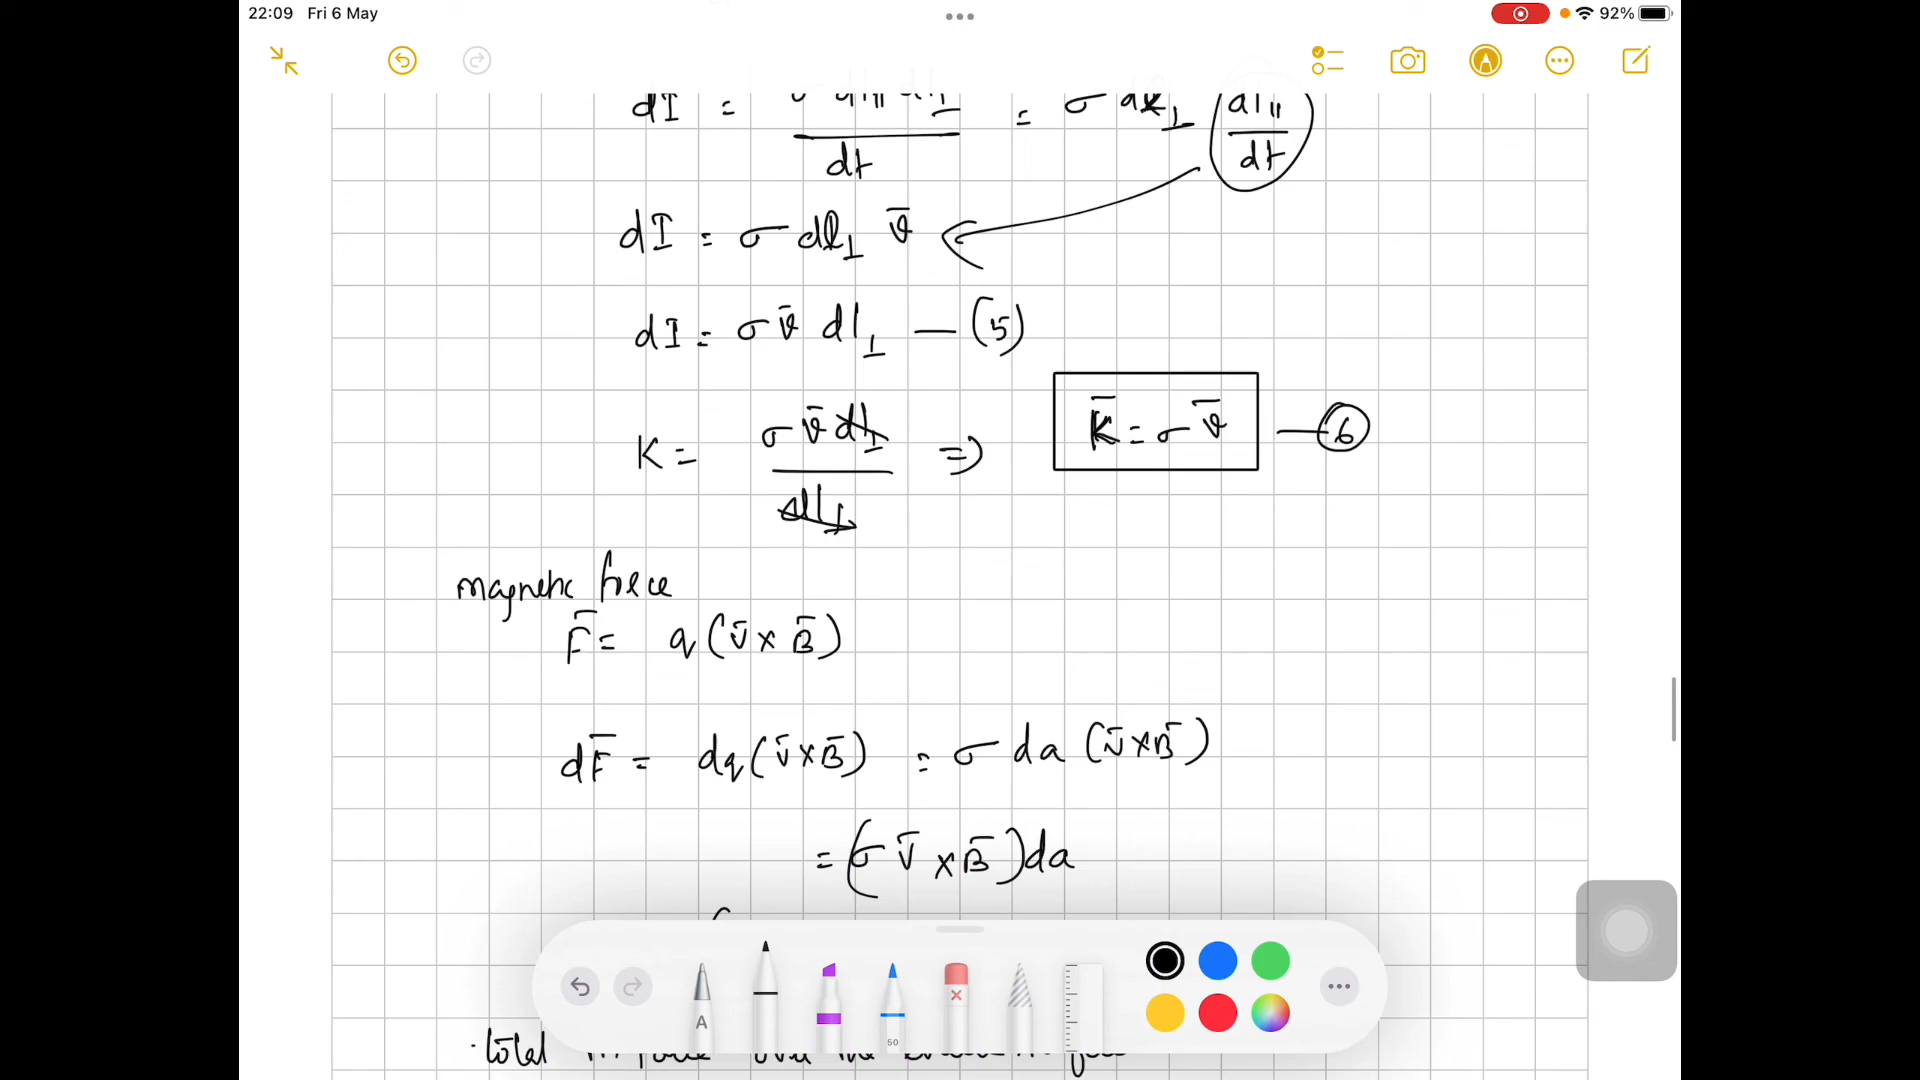 22:09 Fri 6 May 92%
dI = σ dl∥ dl⊥ / dt = σ dl⊥ dl∥ / dt
dI = σ dl⊥ v̄
dI = σ v̄ dl⊥ — (5)
K = σ v̄ dl⊥ / dl⊥ ⇒ K̄ = σ v̄ — 6
magnetic force
F̄ = q (v̄ × B̄)
dF̄ = dq (v̄ × B̄) = σ da (v̄ × B̄)
= (σ v̄ × B̄) da
A
50
total